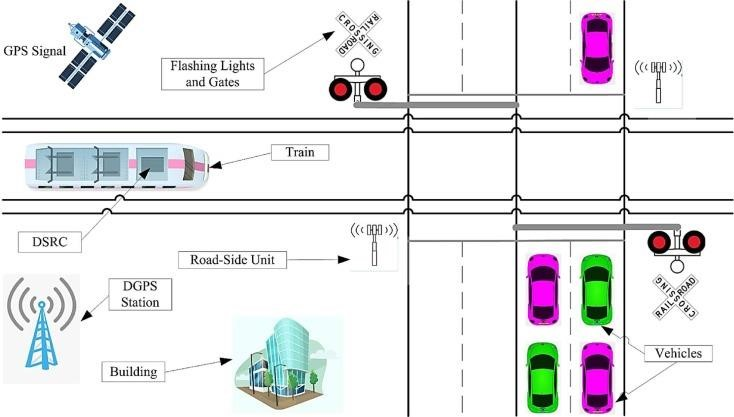 GPS Signal
Flashing Lights
and Gates
RAILROAD
CROSSING
Train
DSRC
Road-Side Unit
DGPS
Station
Building
RAILROAD
CROSSING
Vehicles